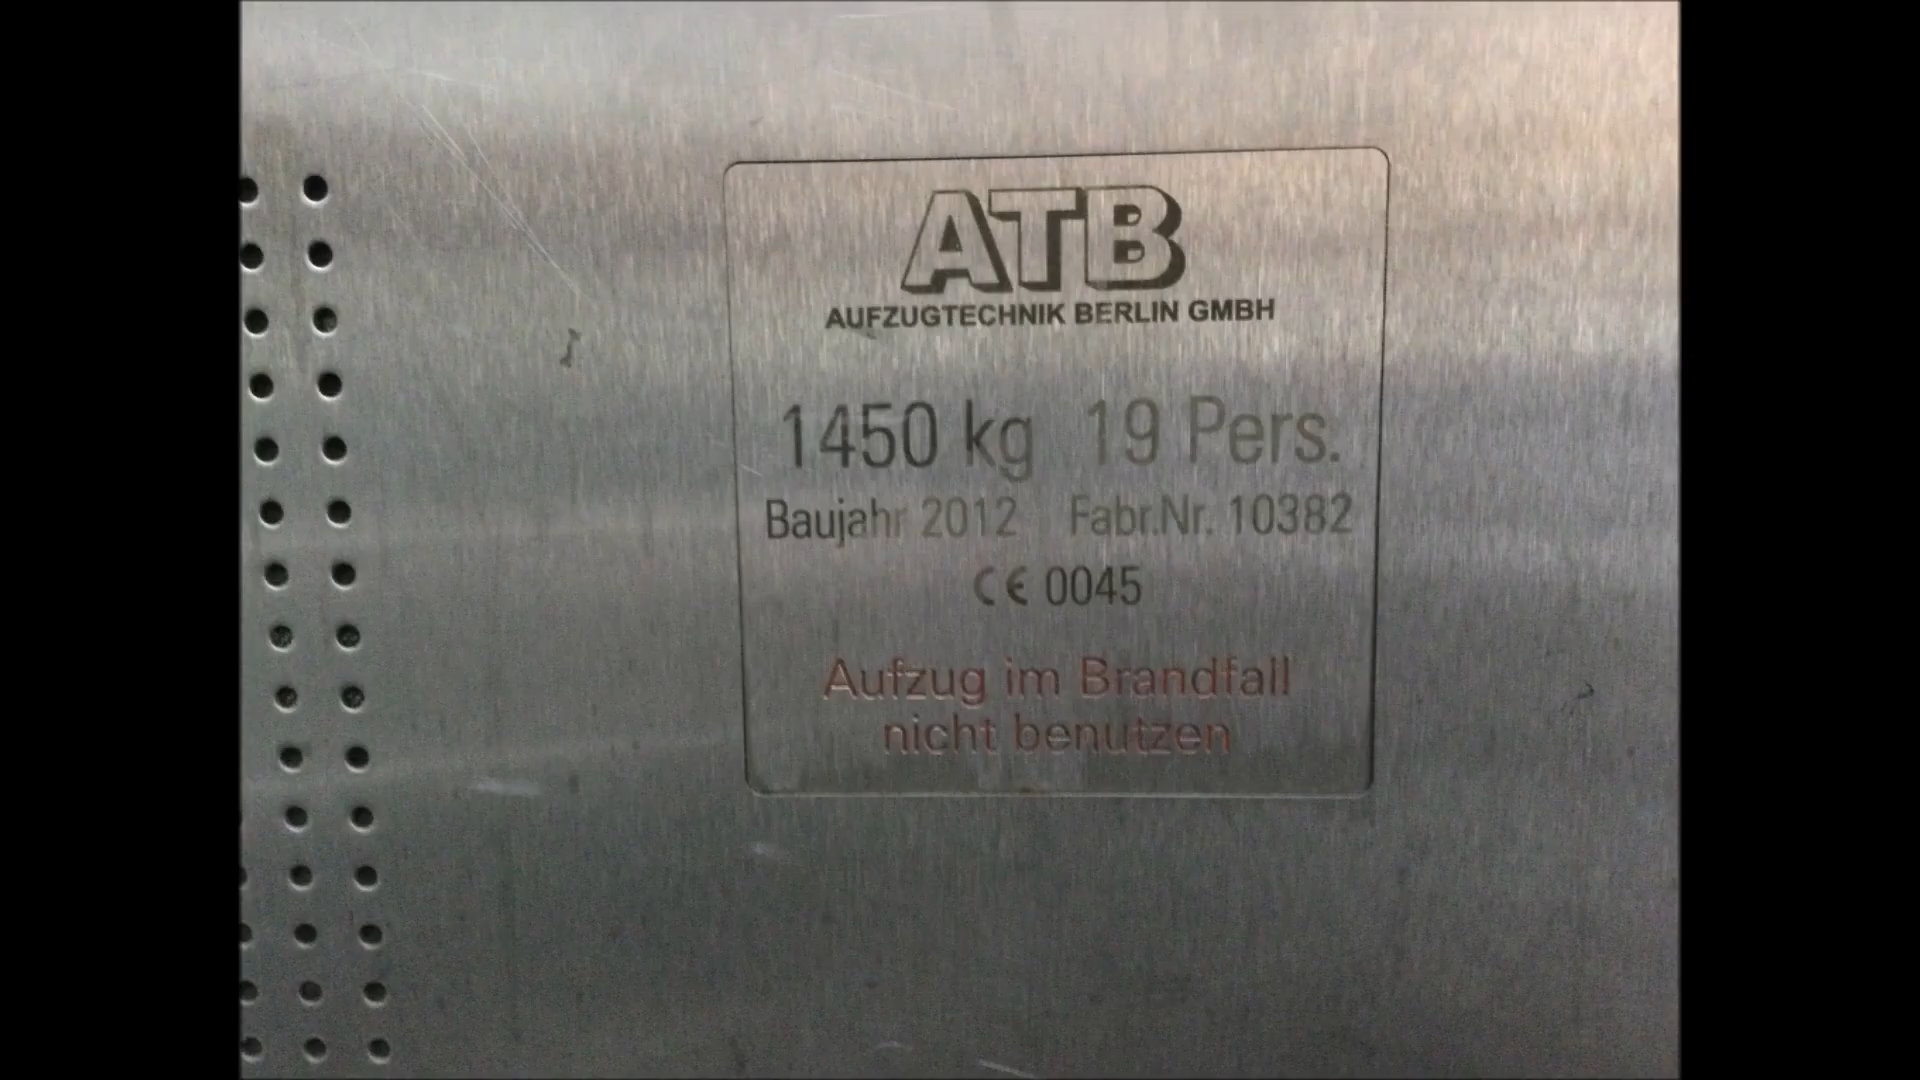 ATB
AUFZUGTECHNIK BERLIN GMBH
1450 kg 19 Pers.
Baujahr 2012 Fabr.Nr. 10382
CE 0045
Aufzug im Brandfall
nicht benutzen